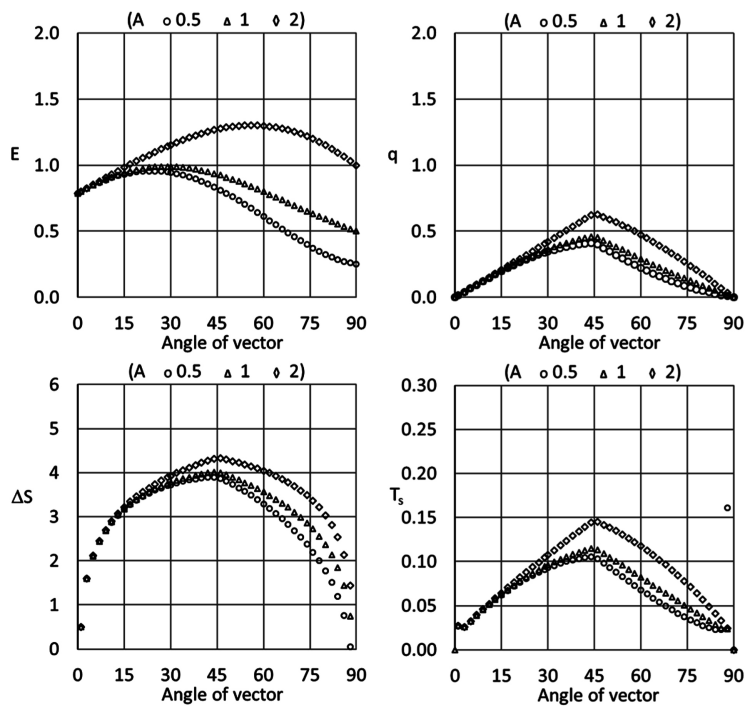 (A ○ 0.5 △ 1 ◇ 2)
2.0
1.5
E
1.0
0.5
0.0
0 15 30 45 60 75 90
Angle of vector
(A ○ 0.5 △ 1 ◇ 2)
2.0
1.5
q
1.0
0.5
0.0
0 15 30 45 60 75 90
Angle of vector
(A ○ 0.5 △ 1 ◇ 2)
6
5
4
ΔS
3
2
1
0
0 15 30 45 60 75 90
Angle of vector
(A ○ 0.5 △ 1 ◇ 2)
0.30
0.25
0.20
Ts
0.15
0.10
0.05
0.00
0 15 30 45 60 75 90
Angle of vector